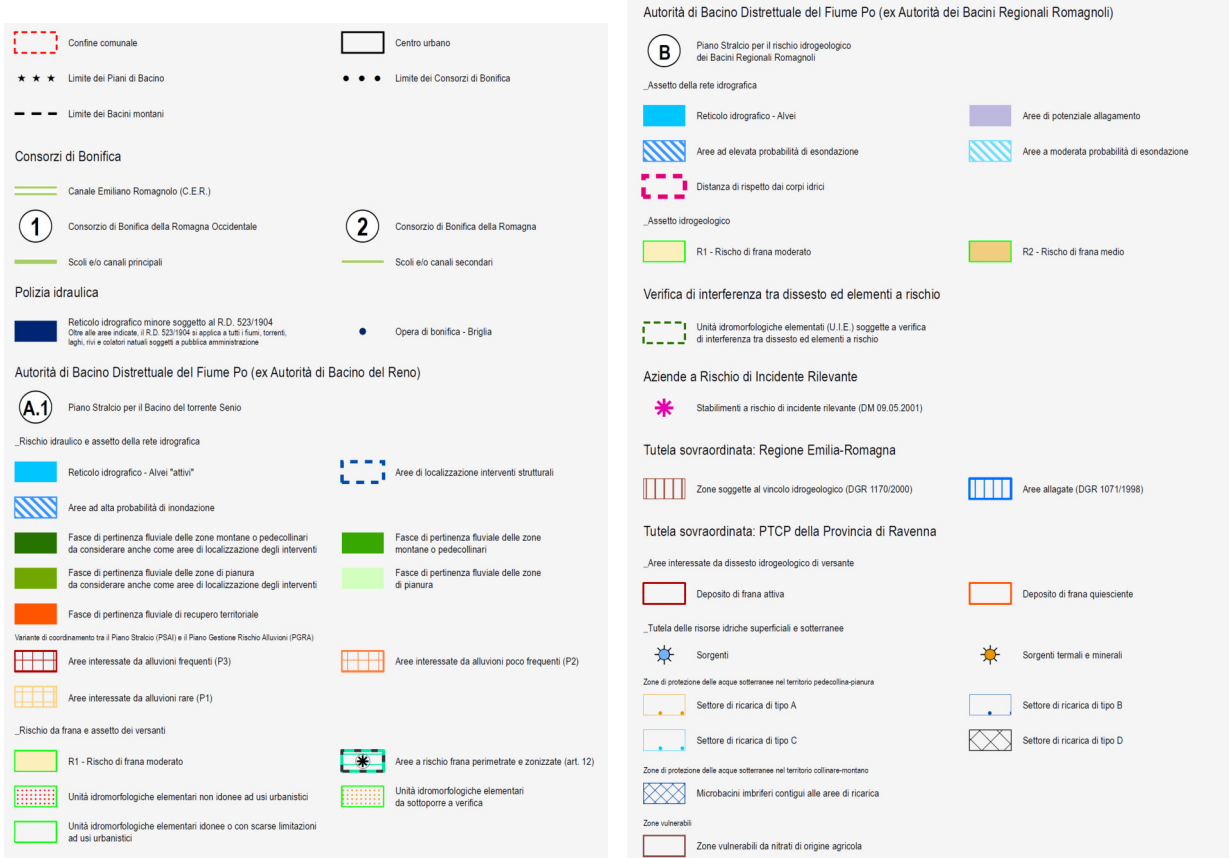 Confine comunale
Centro urbano
Limite dei Piani di Bacino
Limite dei Consorzi di Bonifica
Limite dei Bacini montani
Consorzi di Bonifica
Canale Emiliano Romagnolo (C.E.R.)
1
Consorzio di Bonifica della Romagna Occidentale
2
Consorzio di Bonifica della Romagna
Scoli e/o canali principali
Scoli e/o canali secondari
Polizia idraulica
Reticolo idrografico minore soggetto al R.D. 523/1904
Oltre alle aree indicate, il R.D. 523/1904 si applica a tutti i fiumi, torrenti,
laghi, rivi e colatori natuali soggetti a pubblica amministrazione
Opera di bonifica - Briglia
Autorità di Bacino Distrettuale del Fiume Po (ex Autorità di Bacino del Reno)
A.1
Piano Stralcio per il Bacino del torrente Senio
_Rischio idraulico e assetto della rete idrografica
Reticolo idrografico - Alvei "attivi"
Aree di localizzazione interventi strutturali
Aree ad alta probabilità di inondazione
Fasce di pertinenza fluviale delle zone montane o pedecollinari
da considerare anche come aree di localizzazione degli interventi
Fasce di pertinenza fluviale delle zone
montane o pedecollinari
Fasce di pertinenza fluviale delle zone di pianura
da considerare anche come aree di localizzazione degli interventi
Fasce di pertinenza fluviale delle zone
di pianura
Fasce di pertinenza fluviale di recupero territoriale
Variante di coordinamento tra il Piano Stralcio (PSAI) e il Piano Gestione Rischio Alluvioni (PGRA)
Aree interessate da alluvioni frequenti (P3)
Aree interessate da alluvioni poco frequenti (P2)
Aree interessate da alluvioni rare (P1)
_Rischio da frana e assetto dei versanti
R1 - Rischo di frana moderato
Aree a rischio frana perimetrate e zonizzate (art. 12)
Unità idromorfologiche elementari non idonee ad usi urbanistici
Unità idromorfologiche elementari
da sottoporre a verifica
Unità idromorfologiche elementari idonee o con scarse limitazioni
ad usi urbanistici
Autorità di Bacino Distrettuale del Fiume Po (ex Autorità dei Bacini Regionali Romagnoli)
B
Piano Stralcio per il rischio idrogeologico
dei Bacini Regionali Romagnoli
_Assetto della rete idrografica
Reticolo idrografico - Alvei
Aree di potenziale allagamento
Aree ad elevata probabilità di esondazione
Aree a moderata probabilità di esondazione
Distanza di rispetto dai corpi idrici
_Assetto idrogeologico
R1 - Rischo di frana moderato
R2 - Rischo di frana medio
Verifica di interferenza tra dissesto ed elementi a rischio
Unità idromorfologiche elementati (U.I.E.) soggette a verifica
di interferenza tra dissesto ed elementi a rischio
Aziende a Rischio di Incidente Rilevante
Stabilimenti a rischio di incidente rilevante (DM 09.05.2001)
Tutela sovraordinata: Regione Emilia-Romagna
Zone soggette al vincolo idrogeologico (DGR 1170/2000)
Aree allagate (DGR 1071/1998)
Tutela sovraordinata: PTCP della Provincia di Ravenna
_Aree interessate da dissesto idrogeologico di versante
Deposito di frana attiva
Deposito di frana quiesciente
_Tutela delle risorse idriche superficiali e sotterranee
Sorgenti
Sorgenti termali e minerali
Zone di protezione delle acque sotterranee nel territorio pedecollina-pianura
Settore di ricarica di tipo A
Settore di ricarica di tipo B
Settore di ricarica di tipo C
Settore di ricarica di tipo D
Zone di protezione delle acque sotterranee nel territorio collinare-montano
Microbacini imbriferi contigui alle aree di ricarica
Zone vulnerabili
Zone vulnerabili da nitrati di origine agricola